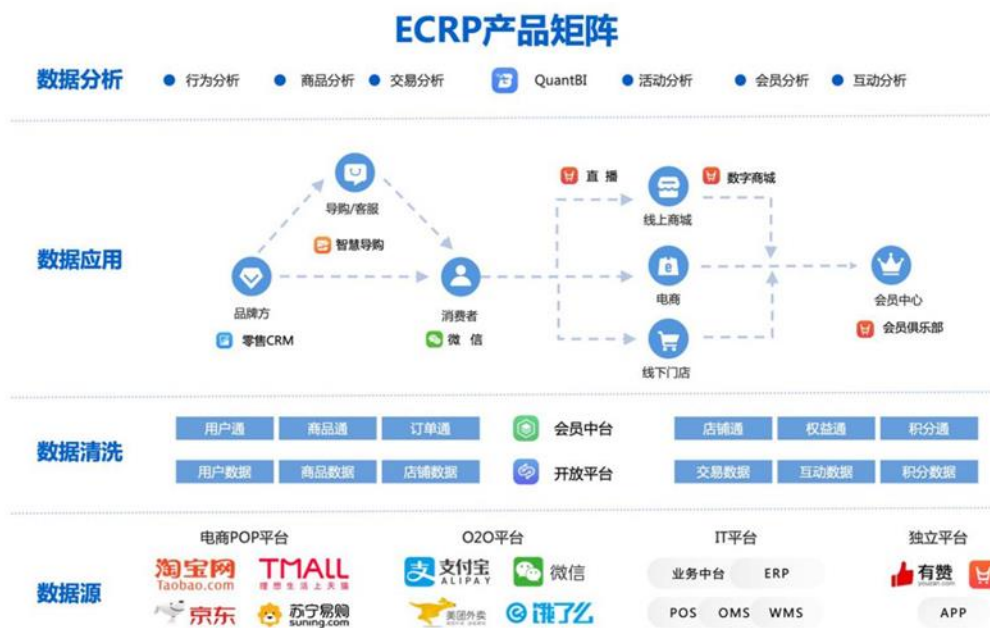 ECRP产品矩阵
数据分析
行为分析
商品分析
交易分析
QuantBI
活动分析
会员分析
互动分析
数据应用
直 播
数字商城
导购/客服
线上商城
智慧导购
品牌方
消费者
电商
会员中心
零售CRM
微 信
会员俱乐部
线下门店
数据清洗
用户通
商品通
订单通
会员中台
店铺通
权益通
积分通
用户数据
商品数据
店铺数据
开放平台
交易数据
互动数据
积分数据
数据源
电商POP平台
O2O平台
IT平台
独立平台
淘宝网
Taobao.com
TMALL
理想生活上天猫
支付宝
ALIPAY
微信
业务中台
ERP
有赞
youzan.com
京东
苏宁易购
suning.com
美团外卖
饿了么
POS
OMS
WMS
APP